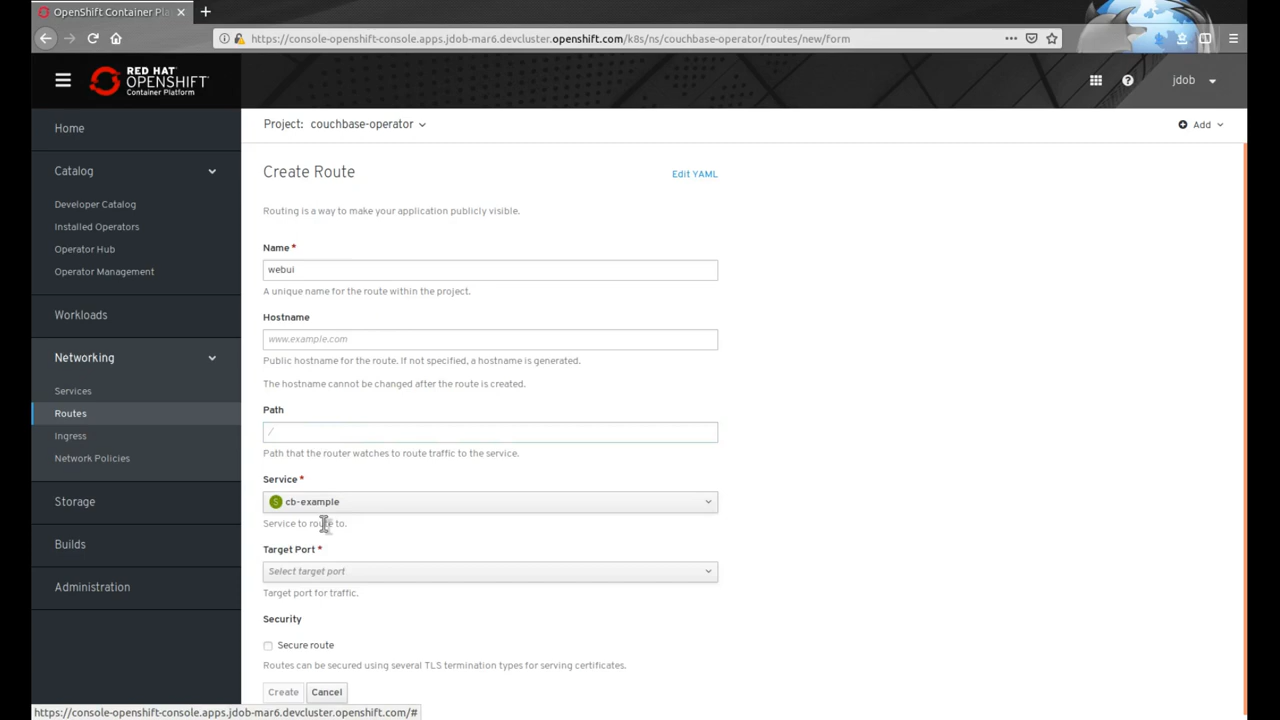 OpenShift Container Pla
https://console-openshift-console.apps.jdob-mar6.devcluster.openshift.com/k8s/ns/couchbase-operator/routes/new/form
RED HAT
OPENSHIFT
Container Platform
jdob
Home
Catalog
Developer Catalog
Installed Operators
Operator Hub
Operator Management
Workloads
Networking
Services
Routes
Ingress
Network Policies
Storage
Builds
Administration
Project: couchbase-operator
Add
Create Route
Edit YAML
Routing is a way to make your application publicly visible.
Name *
webui
A unique name for the route within the project.
Hostname
www.example.com
Public hostname for the route. If not specified, a hostname is generated.
The hostname cannot be changed after the route is created.
Path
/
Path that the router watches to route traffic to the service.
Service *
S cb-example
Service to route to.
Target Port *
Select target port
Target port for traffic.
Security
Secure route
Routes can be secured using several TLS termination types for serving certificates.
Create Cancel
https://console-openshift-console.apps.jdob-mar6.devcluster.openshift.com/#